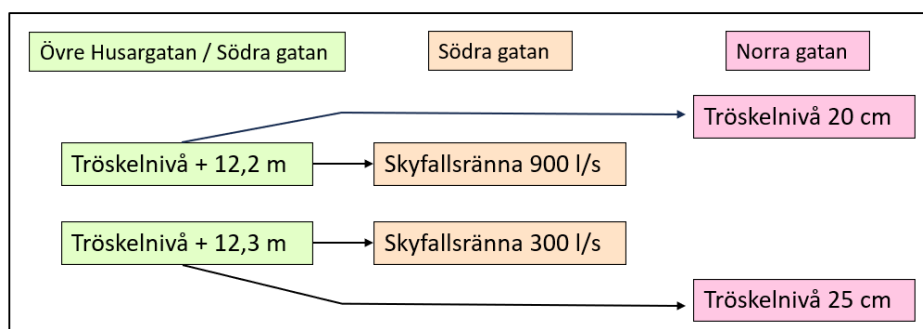 Övre Husargatan / Södra gatan
Södra gatan
Norra gatan
Tröskelnivå 20 cm
Tröskelnivå + 12,2 m
Skyfallsränna 900 l/s
Tröskelnivå + 12,3 m
Skyfallsränna 300 l/s
Tröskelnivå 25 cm